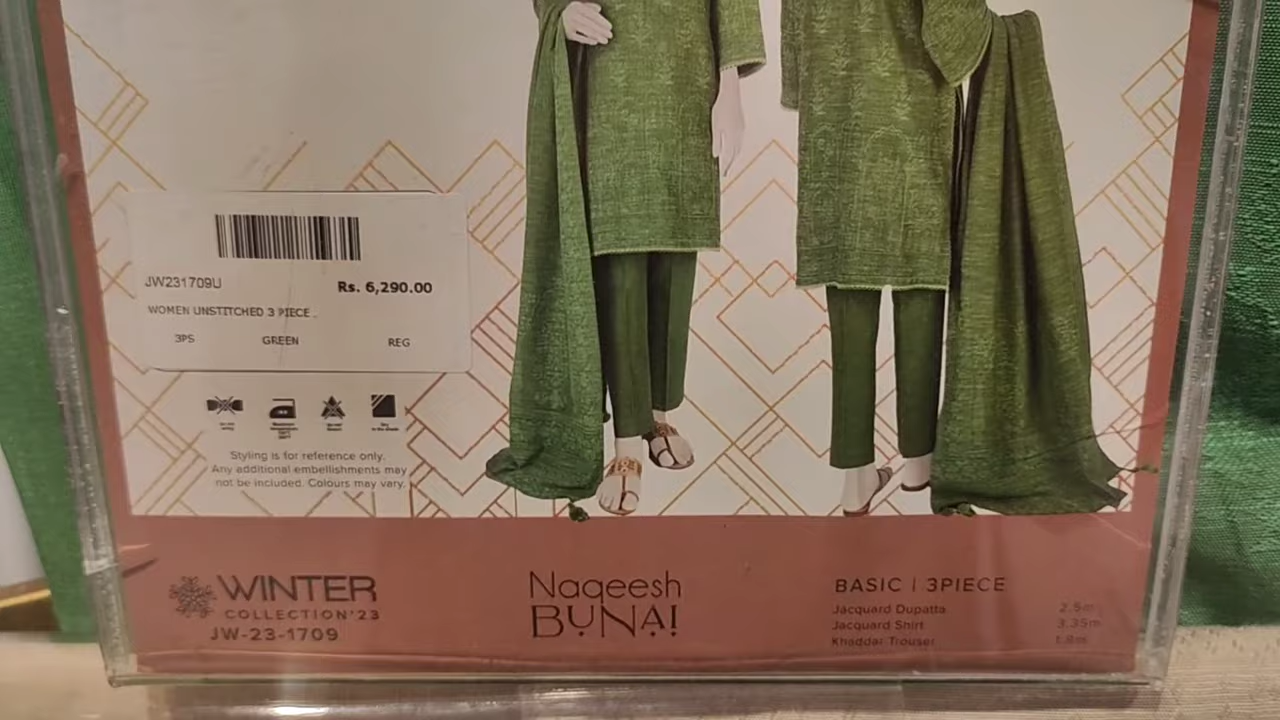 JW231709U
Rs. 6,290.00
WOMEN UNSTITCHED 3 PIECE
3PS GREEN REG
Styling is for reference only.
Any additional embellishments may
not be included. Colours may vary.
WINTER
COLLECTION'23
JW-23-1709
Naqeesh
BUNAI
BASIC | 3PIECE
Jacquard Dupatta 2.5m
Jacquard Shirt 3.35m
Khaddar Trouser 1.8m